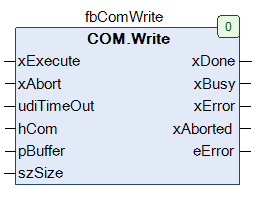 fbComWrite
0
COM.Write
xExecute xDone
xAbort xBusy
udiTimeOut xError
hCom xAborted
pBuffer eError
szSize